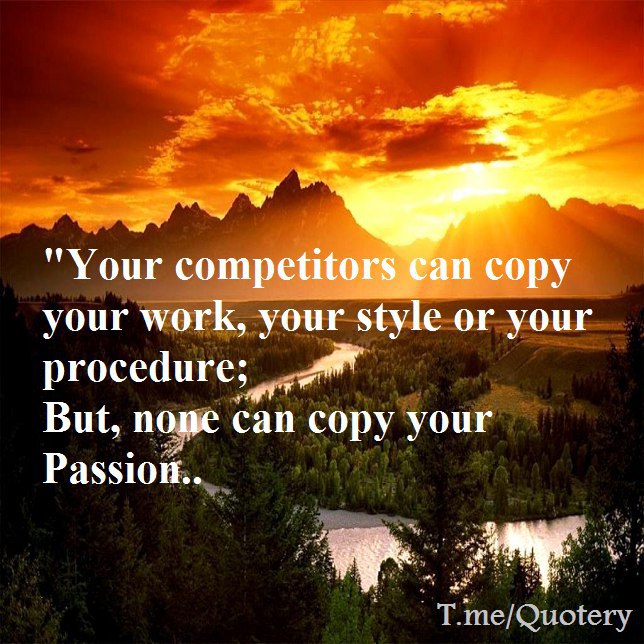 "Your competitors can copy
your work, your style or your
procedure;
But, none can copy your
Passion..
T.me/Quotery